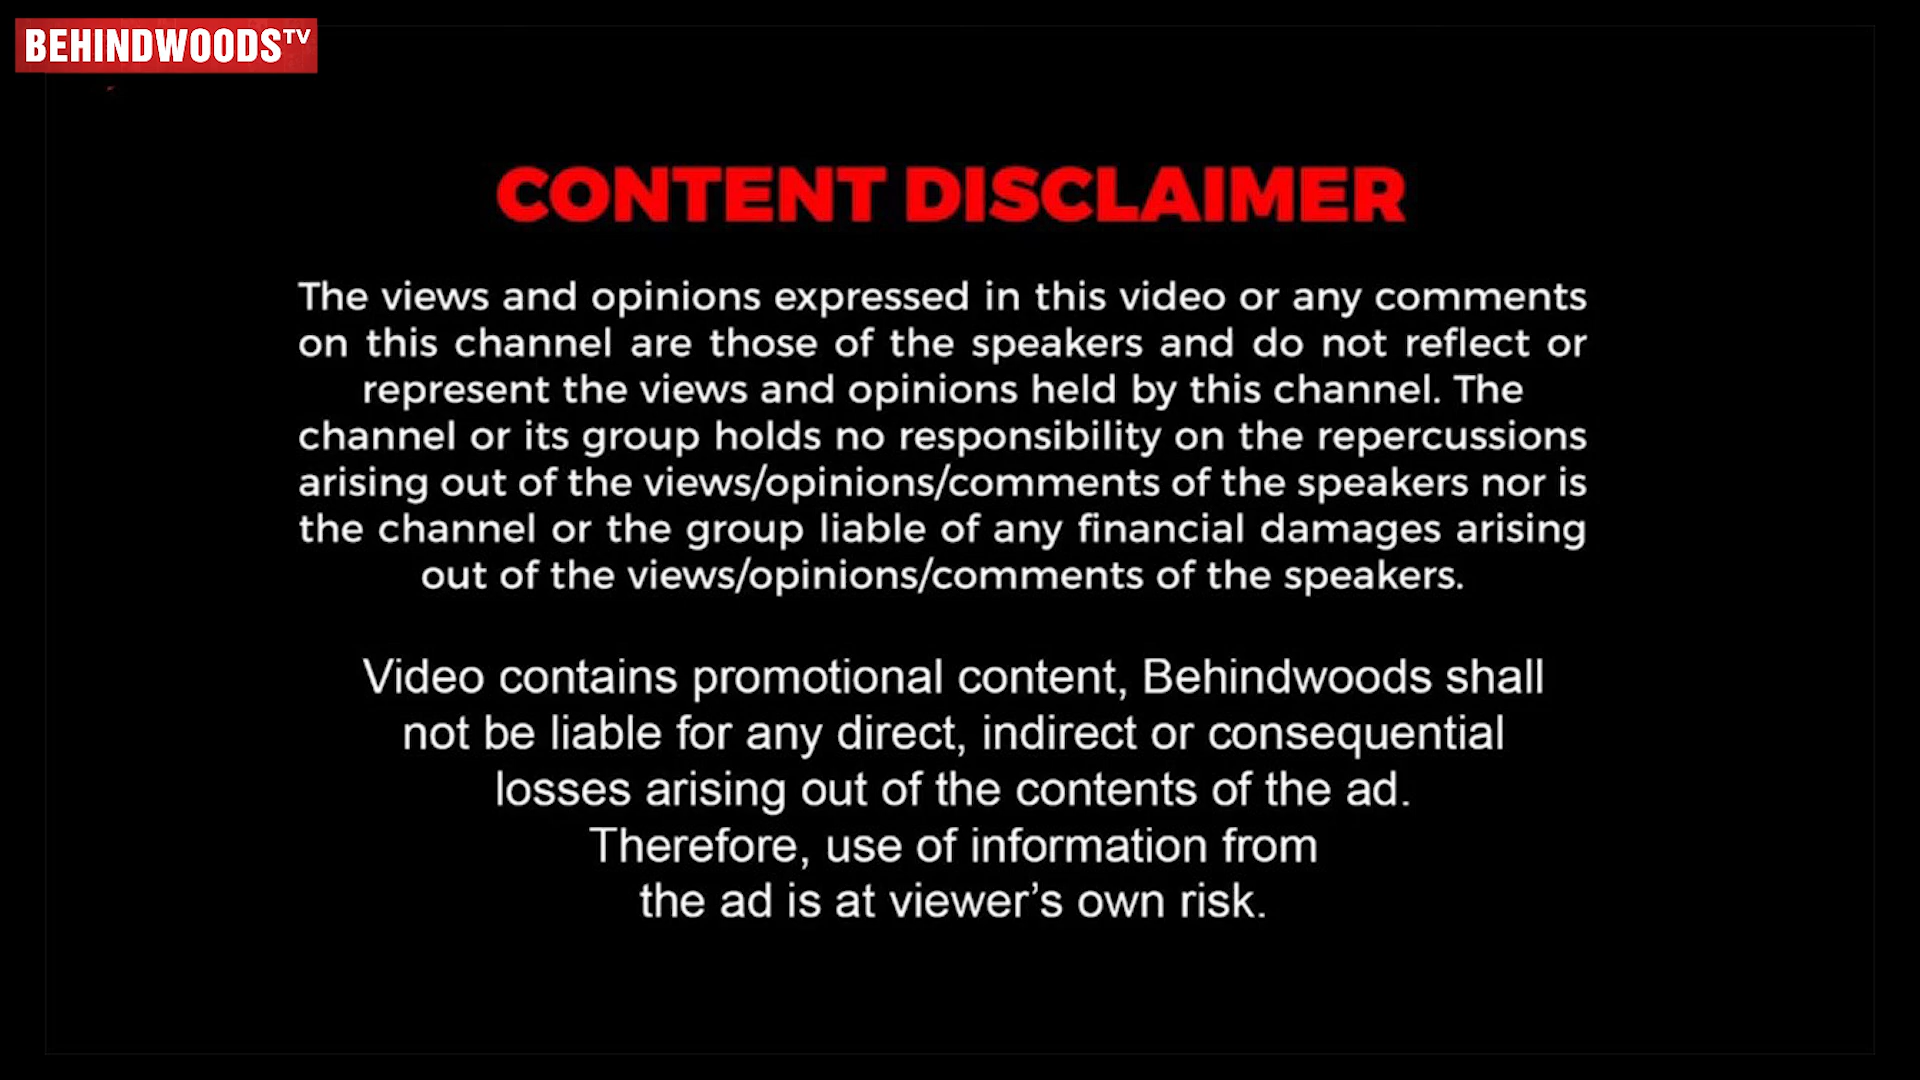 BEHINDWOODS TV
CONTENT DISCLAIMER
The views and opinions expressed in this video or any comments
on this channel are those of the speakers and do not reflect or
represent the views and opinions held by this channel. The
channel or its group holds no responsibility on the repercussions
arising out of the views/opinions/comments of the speakers nor is
the channel or the group liable of any financial damages arising
out of the views/opinions/comments of the speakers.
Video contains promotional content, Behindwoods shall
not be liable for any direct, indirect or consequential
losses arising out of the contents of the ad.
Therefore, use of information from
the ad is at viewer’s own risk.